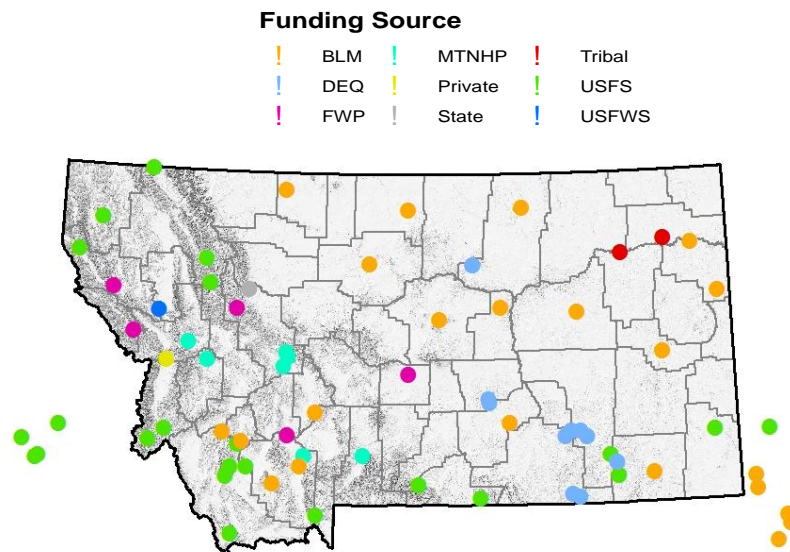 Funding Source
! BLM ! MTNHP ! Tribal
! DEQ ! Private ! USFS
! FWP ! State ! USFWS